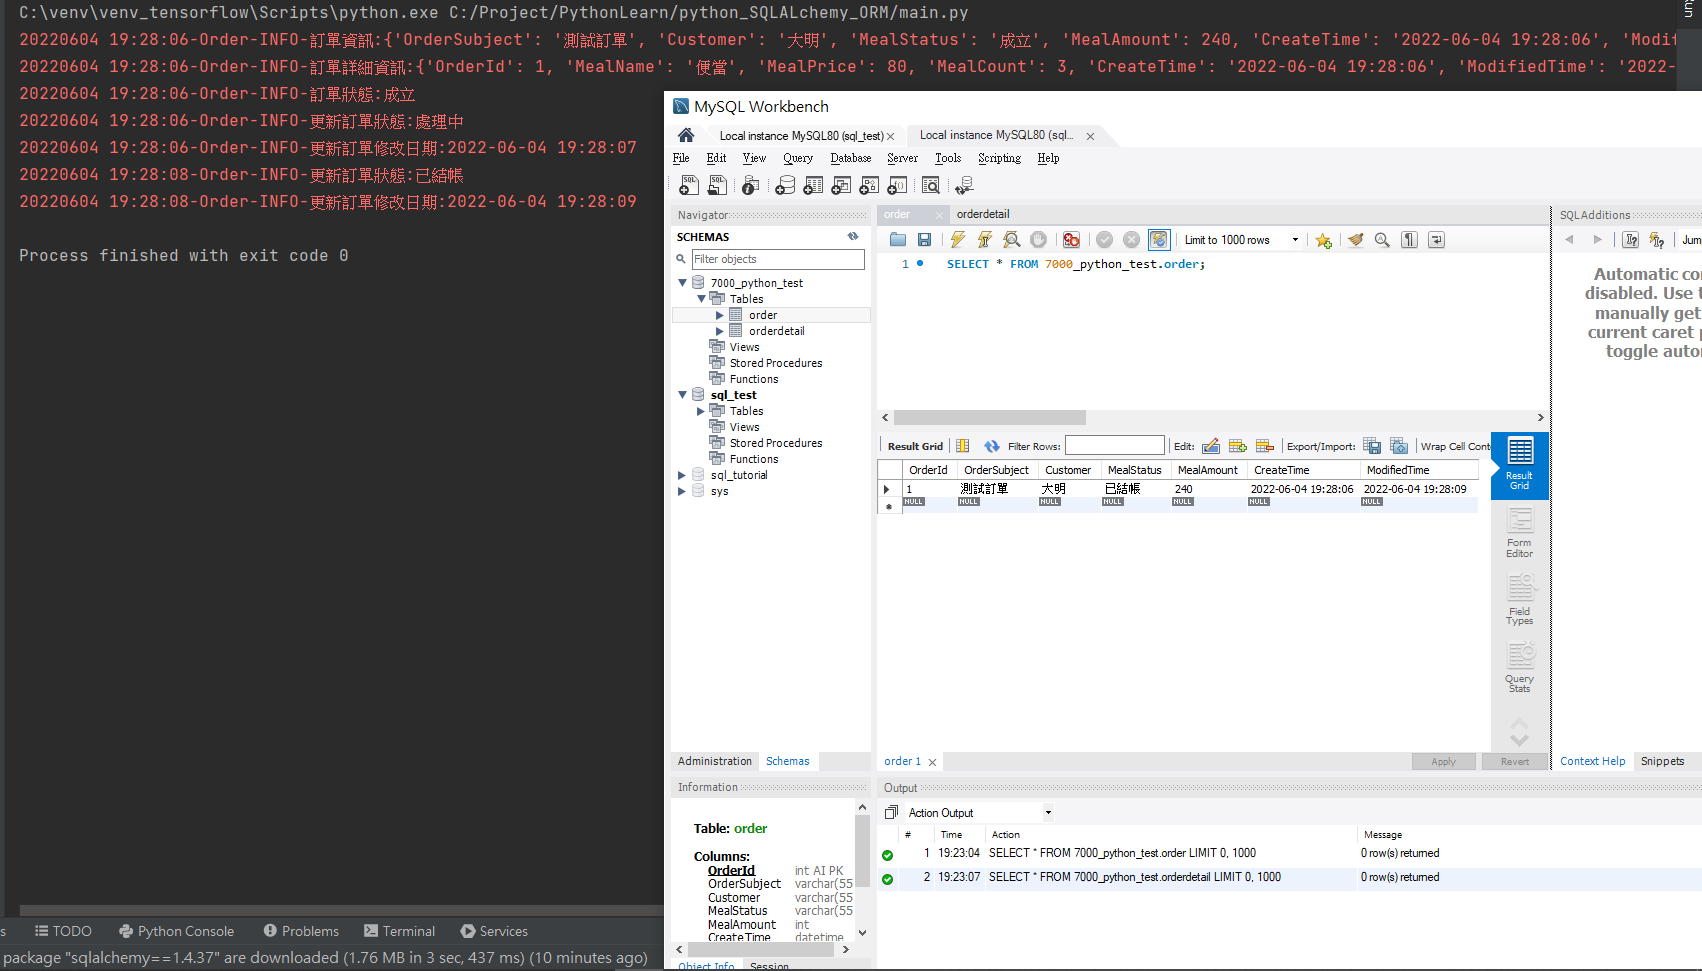 C:\venv\venv_tensorflow\Scripts\python.exe C:/Project/PythonLearn/python_SQLALchemy_ORM/main.py
20220604 19:28:06-Order-INFO-訂單資訊:{'OrderSubject': '測試訂單', 'Customer': '大明', 'MealStatus': '成立', 'MealAmount': 240, 'CreateTime': '2022-06-04 19:28:06', 'Modif
20220604 19:28:06-Order-INFO-訂單詳細資訊:{'OrderId': 1, 'MealName': '便當', 'MealPrice': 80, 'MealCount': 3, 'CreateTime': '2022-06-04 19:28:06', 'ModifiedTime': '2022-
20220604 19:28:06-Order-INFO-訂單狀態:成立
20220604 19:28:06-Order-INFO-更新訂單狀態:處理中
20220604 19:28:06-Order-INFO-更新訂單修改日期:2022-06-04 19:28:07
20220604 19:28:08-Order-INFO-更新訂單狀態:已結帳
20220604 19:28:08-Order-INFO-更新訂單修改日期:2022-06-04 19:28:09
Process finished with exit code 0
Run
MySQL Workbench
Local instance MySQL80 (sql_test) Local instance MySQL80 (sql...
File Edit View Query Database Server Tools Scripting Help
Navigator
SCHEMAS
Filter objects
7000_python_test
Tables
order
orderdetail
Views
Stored Procedures
Functions
sql_test
Tables
Views
Stored Procedures
Functions
sql_tutorial
sys
Administration Schemas
Information
Table: order
Columns:
OrderId int AI PK
OrderSubject varchar(55
Customer varchar(55
MealStatus varchar(55
MealAmount int
CreateTime datetime
Object Info Session
order orderdetail
Limit to 1000 rows
1 SELECT * FROM 7000_python_test.order;
Result Grid Filter Rows: Edit: Export/Import: Wrap Cell Cont
OrderId OrderSubject Customer MealStatus MealAmount CreateTime ModifiedTime
1 測試訂單 大明 已結帳 240 2022-06-04 19:28:06 2022-06-04 19:28:09
NULL NULL NULL NULL NULL NULL NULL
Result Grid
Form Editor
Field Types
Query Stats
order 1 Apply Revert
SQLAdditions
Jum
Automatic con
disabled. Use t
manually get
current caret p
toggle autor
Context Help Snippets
Output
Action Output
# Time Action Message
1 19:23:04 SELECT * FROM 7000_python_test.order LIMIT 0, 1000 0 row(s) returned
2 19:23:07 SELECT * FROM 7000_python_test.orderdetail LIMIT 0, 1000 0 row(s) returned
s TODO Python Console Problems Terminal Services
package "sqlalchemy==1.4.37" are downloaded (1.76 MB in 3 sec, 437 ms) (10 minutes ago)